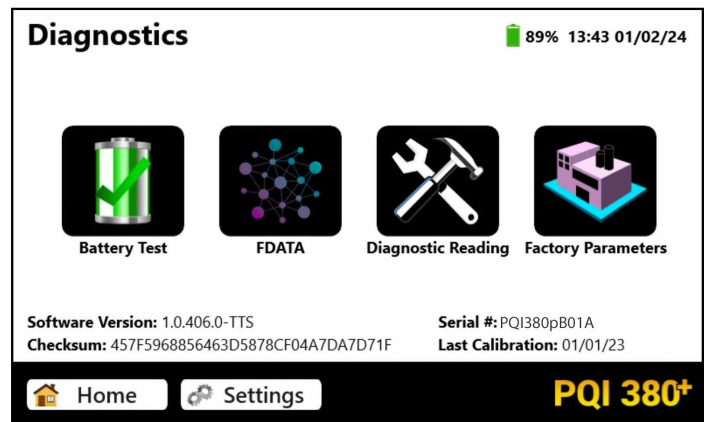 Diagnostics
89% 13:43 01/02/24
Battery Test
FDATA
Diagnostic Reading
Factory Parameters
Software Version: 1.0.406.0-TTS
Serial #: PQI380pB01A
Checksum: 457F5968856463D5878CF04A7DA7D71F
Last Calibration: 01/01/23
Home
Settings
PQI 380+